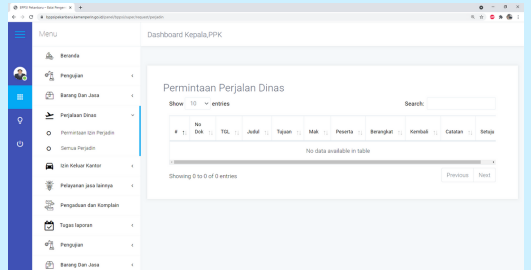 Menu
Dashboard Kepala,PPK
Beranda
Pengujian
Barang Dan Jasa
Perjalanan Dinas
Permintaan Izin Perjadin
Semua Perjadin
Izin Keluar Kantor
Pelayanan jasa lainnya
Pengaduan dan Komplain
Tugas laporan
Pengujian
Barang Dan Jasa
Permintaan Perjalan Dinas
Show 10 entries
Search:
# No Dok TGL Judul Tujuan Mak Peserta Berangkat Kembali Catatan Setuju
No data available in table
Showing 0 to 0 of 0 entries
Previous Next